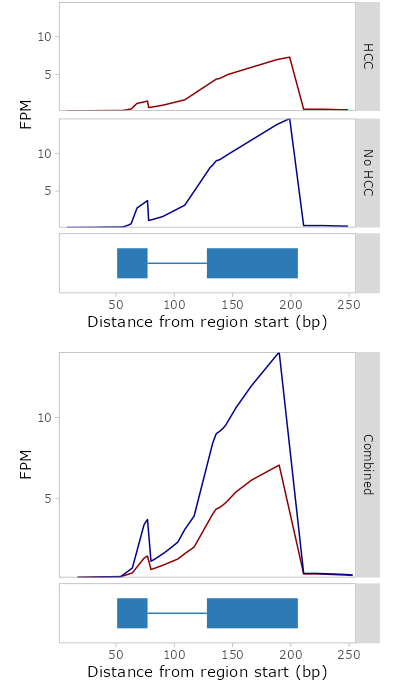 10
5
HCC
FPM
10
5
No HCC
50 100 150 200 250
Distance from region start (bp)
10
5
FPM
Combined
50 100 150 200 250
Distance from region start (bp)